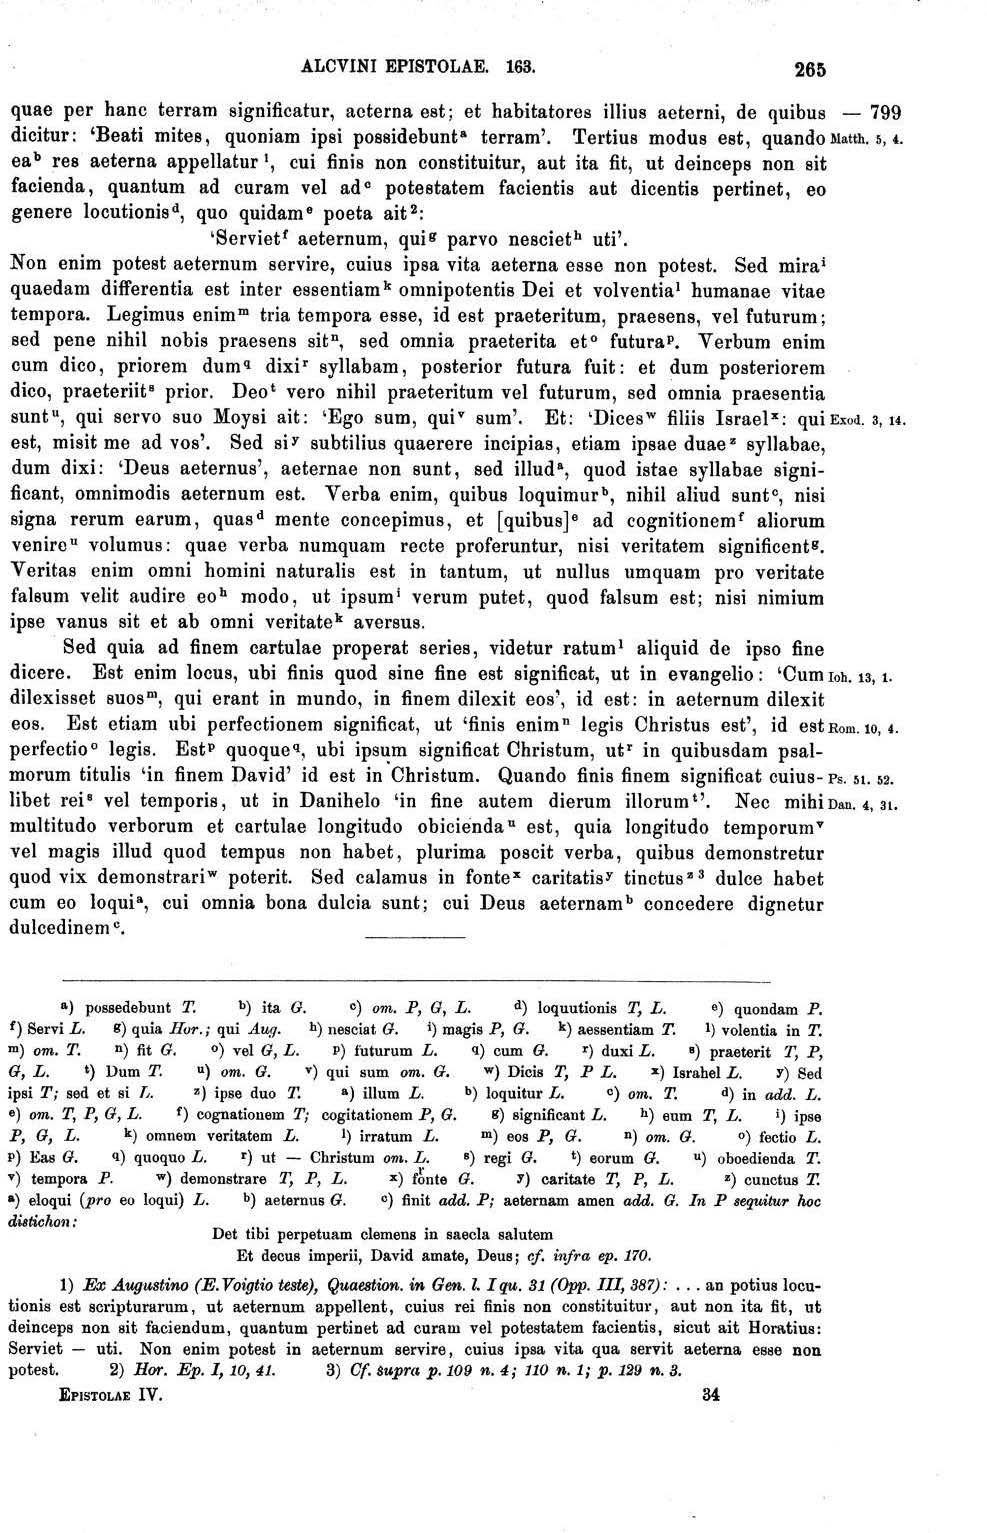 ALCVINI EPISTOLAE. 163. 265
quae per hanc terram significatur, aeterna est; et habitatores illius aeterni, de quibus — 799
dicitur: ‘Beati mites, quoniam ipsi possidebunt ᵃ terram’. Tertius modus est, quando Matth. 5, 4.
ea ᵇ res aeterna appellatur ¹, cui finis non constituitur, aut ita fit, ut deinceps non sit
facienda, quantum ad curam vel ad ᶜ potestatem facientis aut dicentis pertinet, eo
genere locutionis ᵈ, quo quidam ᵉ poeta ait ²:
‘Serviet ᶠ aeternum, qui ᵍ parvo nesciet ʰ uti’.
Non enim potest aeternum servire, cuius ipsa vita aeterna esse non potest. Sed mira ⁱ
quaedam differentia est inter essentiam ᵏ omnipotentis Dei et volventia ˡ humanae vitae
tempora. Legimus enim ᵐ tria tempora esse, id est praeteritum, praesens, vel futurum;
sed pene nihil nobis praesens sit ⁿ, sed omnia praeterita et ᵒ futura ᵖ. Verbum enim
cum dico, priorem dum ᑫ dixi ʳ syllabam, posterior futura fuit: et dum posteriorem
dico, praeteriit ˢ prior. Deo ᵗ vero nihil praeteritum vel futurum, sed omnia praesentia
sunt ᵘ, qui servo suo Moysi ait: ‘Ego sum, qui ᵛ sum’. Et: ‘Dices ʷ filiis Israel ˣ: qui Exod. 3, 14.
est, misit me ad vos’. Sed si ʸ subtilius quaerere incipias, etiam ipsae duae ᶻ syllabae,
dum dixi: ‘Deus aeternus’, aeternae non sunt, sed illud ᵃ, quod istae syllabae signi-
ficant, omnimodis aeternum est. Verba enim, quibus loquimur ᵇ, nihil aliud sunt ᶜ, nisi
signa rerum earum, quas ᵈ mente concepimus, et [quibus] ᵉ ad cognitionem ᶠ aliorum
venire ᵘ volumus: quae verba numquam recte proferuntur, nisi veritatem significent ᵍ.
Veritas enim omni homini naturalis est in tantum, ut nullus umquam pro veritate
falsum velit audire eo ʰ modo, ut ipsum ⁱ verum putet, quod falsum est; nisi nimium
ipse vanus sit et ab omni veritate ᵏ aversus.
Sed quia ad finem cartulae properat series, videtur ratum ˡ aliquid de ipso fine
dicere. Est enim locus, ubi finis quod sine fine est significat, ut in evangelio: ‘Cum Ioh. 13, 1.
dilexisset suos ᵐ, qui erant in mundo, in finem dilexit eos’, id est: in aeternum dilexit
eos. Est etiam ubi perfectionem significat, ut ‘finis enim ⁿ legis Christus est’, id est Rom. 10, 4.
perfectio ᵒ legis. Est ᵖ quoque ᑫ, ubi ipsum significat Christum, ut ʳ in quibusdam psal-
morum titulis ‘in finem David’ id est in Christum. Quando finis finem significat cuius- Ps. 51. 52.
libet rei ˢ vel temporis, ut in Danihelo ‘in fine autem dierum illorum ᵗ’. Nec mihi Dan. 4, 31.
multitudo verborum et cartulae longitudo obicienda ᵘ est, quia longitudo temporum ᵛ
vel magis illud quod tempus non habet, plurima poscit verba, quibus demonstretur
quod vix demonstrari ʷ poterit. Sed calamus in fonte ˣ caritatis ʸ tinctus ᶻ ³ dulce habet
cum eo loqui ᵃ, cui omnia bona dulcia sunt; cui Deus aeternam ᵇ concedere dignetur
dulcedinem ᶜ.
ᵃ) possedebunt T. ᵇ) ita G. ᶜ) om. P, G, L. ᵈ) loquutionis T, L. ᵉ) quondam P.
ᶠ) Servi L. ᵍ) quia Hor.; qui Aug. ʰ) nesciat G. ⁱ) magis P, G. ᵏ) aessentiam T. ˡ) volentia in T.
ᵐ) om. T. ⁿ) fit G. ᵒ) vel G, L. ᵖ) futurum L. ᑫ) cum G. ʳ) duxi L. ˢ) praeterit T, P,
G, L. ᵗ) Dum T. ᵘ) om. G. ᵛ) qui sum om. G. ʷ) Dicis T, P L. ˣ) Israhel L. ʸ) Sed
ipsi T; sed et si L. ᶻ) ipse duo T. ᵃ) illum L. ᵇ) loquitur L. ᶜ) om. T. ᵈ) in add. L.
ᵉ) om. T, P, G, L. ᶠ) cognationem T; cogitationem P, G. ᵍ) significant L. ʰ) eum T, L. ⁱ) ipse
P, G, L. ᵏ) omnem veritatem L. ˡ) irratum L. ᵐ) eos P, G. ⁿ) om. G. ᵒ) fectio L.
ᵖ) Eas G. ᑫ) quoquo L. ʳ) ut — Christum om. L. ˢ) regi G. ᵗ) eorum G. ᵘ) oboedienda T.
ᵛ) tempora P. ʷ) demonstrare T, P, L. ˣ) fonte G. ʸ) caritate T, P, L. ᶻ) cunctus T.
ᵃ) eloqui (pro eo loqui) L. ᵇ) aeternus G. ᶜ) finit add. P; aeternam amen add. G. In P sequitur hoc
distichon:
Det tibi perpetuam clemens in saecla salutem
Et decus imperii, David amate, Deus; cf. infra ep. 170.
1) Ex Augustino (E. Voigtio teste), Quaestion. in Gen. l. I qu. 31 (Opp. III, 387): . . . an potius locu-
tionis est scripturarum, ut aeternum appellent, cuius rei finis non constituitur, aut non ita fit, ut
deinceps non sit faciendum, quantum pertinet ad curam vel potestatem facientis, sicut ait Horatius:
Serviet — uti. Non enim potest in aeternum servire, cuius ipsa vita qua servit aeterna esse non
potest. 2) Hor. Ep. I, 10, 41. 3) Cf. supra p. 109 n. 4; 110 n. 1; p. 129 n. 3.
EPISTOLAE IV. 34